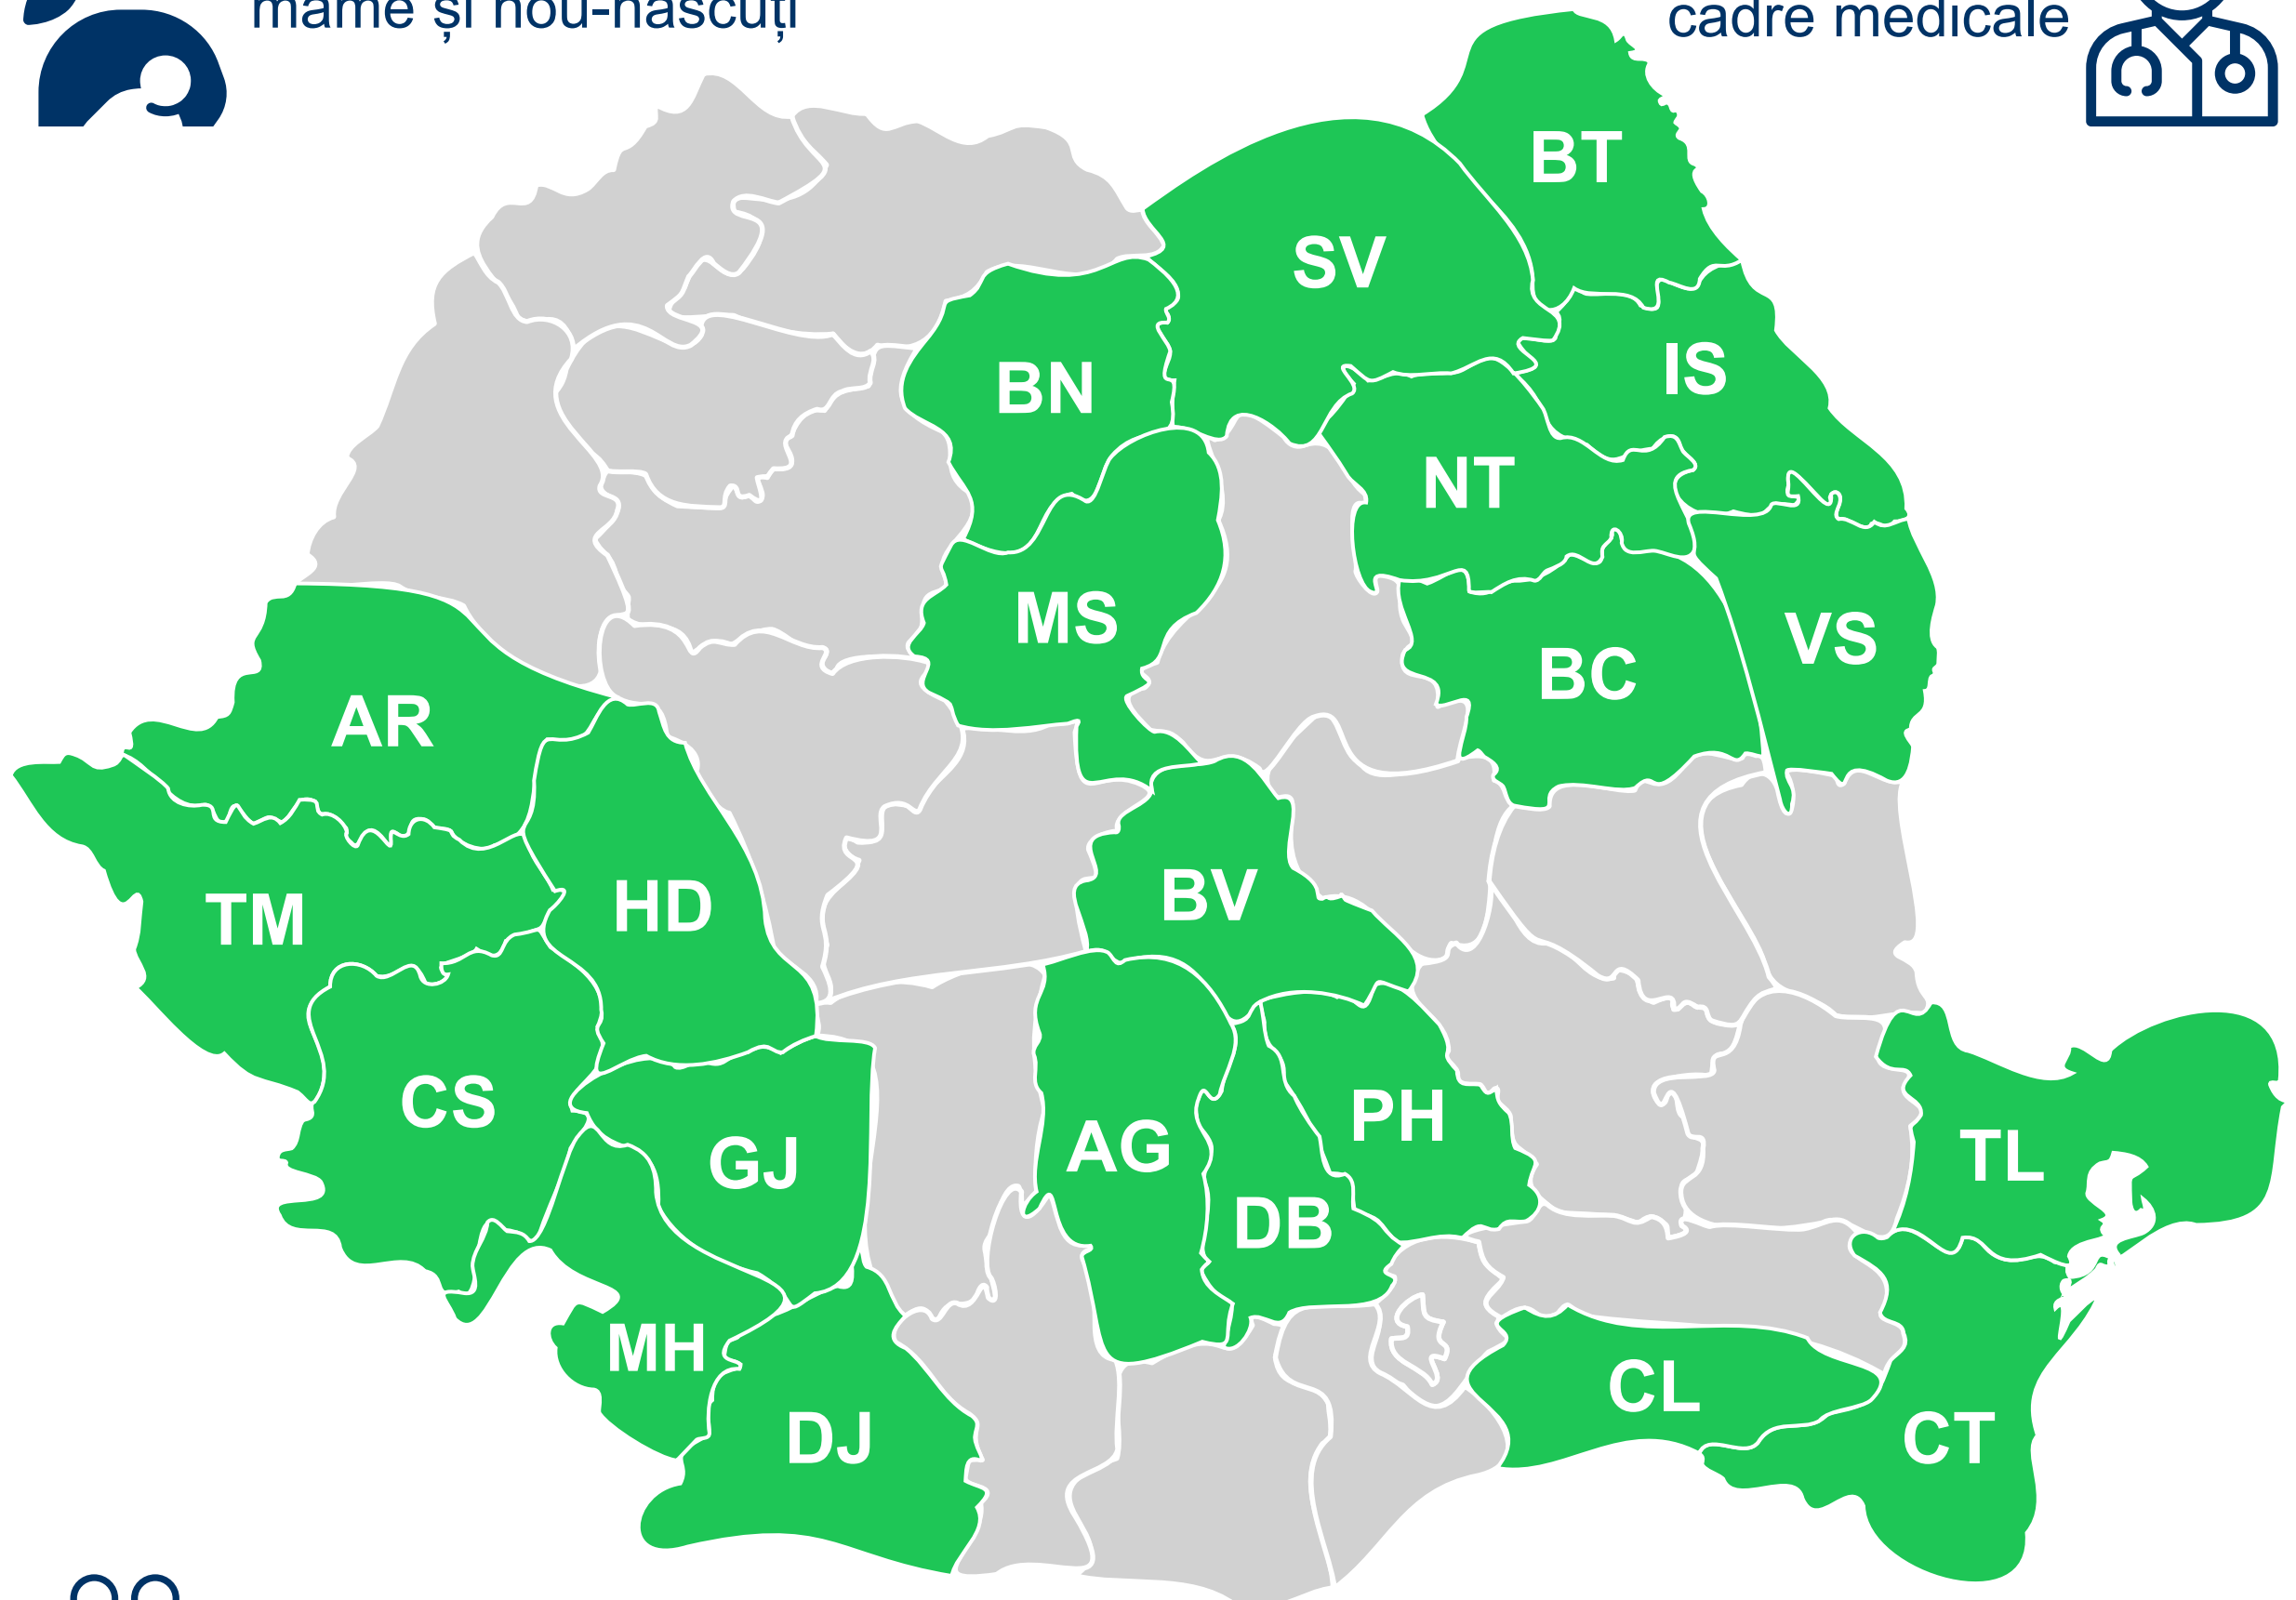 mame și nou-născuți
cadre medicale
BT
SV
IS
BN
NT
MS
VS
BC
AR
BV
HD
TM
CS
PH
AG
TL
GJ
DB
MH
CL
CT
DJ